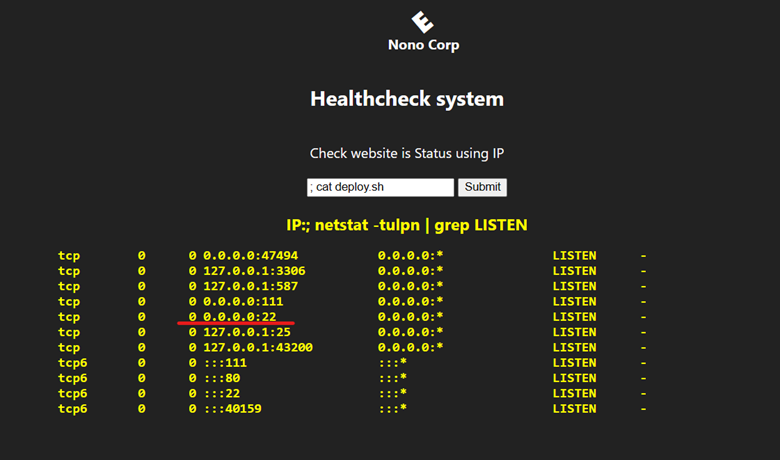 E
Nono Corp
Healthcheck system
Check website is Status using IP
; cat deploy.sh Submit
IP:; netstat -tulpn | grep LISTEN
tcp 0 0 0.0.0.0:47494 0.0.0.0:* LISTEN -
tcp 0 0 127.0.0.1:3306 0.0.0.0:* LISTEN -
tcp 0 0 127.0.0.1:587 0.0.0.0:* LISTEN -
tcp 0 0 0.0.0.0:111 0.0.0.0:* LISTEN -
tcp 0 0 0.0.0.0:22 0.0.0.0:* LISTEN -
tcp 0 0 127.0.0.1:25 0.0.0.0:* LISTEN -
tcp 0 0 127.0.0.1:43200 0.0.0.0:* LISTEN -
tcp6 0 0 :::111 :::* LISTEN -
tcp6 0 0 :::80 :::* LISTEN -
tcp6 0 0 :::22 :::* LISTEN -
tcp6 0 0 :::40159 :::* LISTEN -